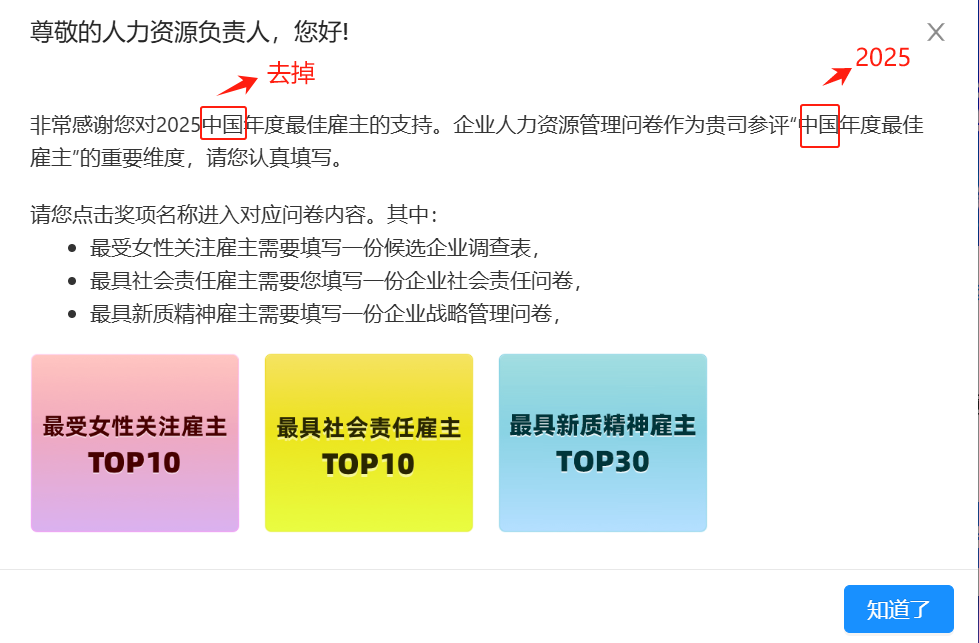 尊敬的人力资源负责人，您好!
X
去掉
2025
非常感谢您对2025中国年度最佳雇主的支持。企业人力资源管理问卷作为贵司参评“中国年度最佳
雇主”的重要维度，请您认真填写。
请您点击奖项名称进入对应问卷内容。其中：
• 最受女性关注雇主需要填写一份候选企业调查表，
• 最具社会责任雇主需要您填写一份企业社会责任问卷，
• 最具新质精神雇主需要填写一份企业战略管理问卷，
最受女性关注雇主
TOP10
最具社会责任雇主
TOP10
最具新质精神雇主
TOP30
知道了